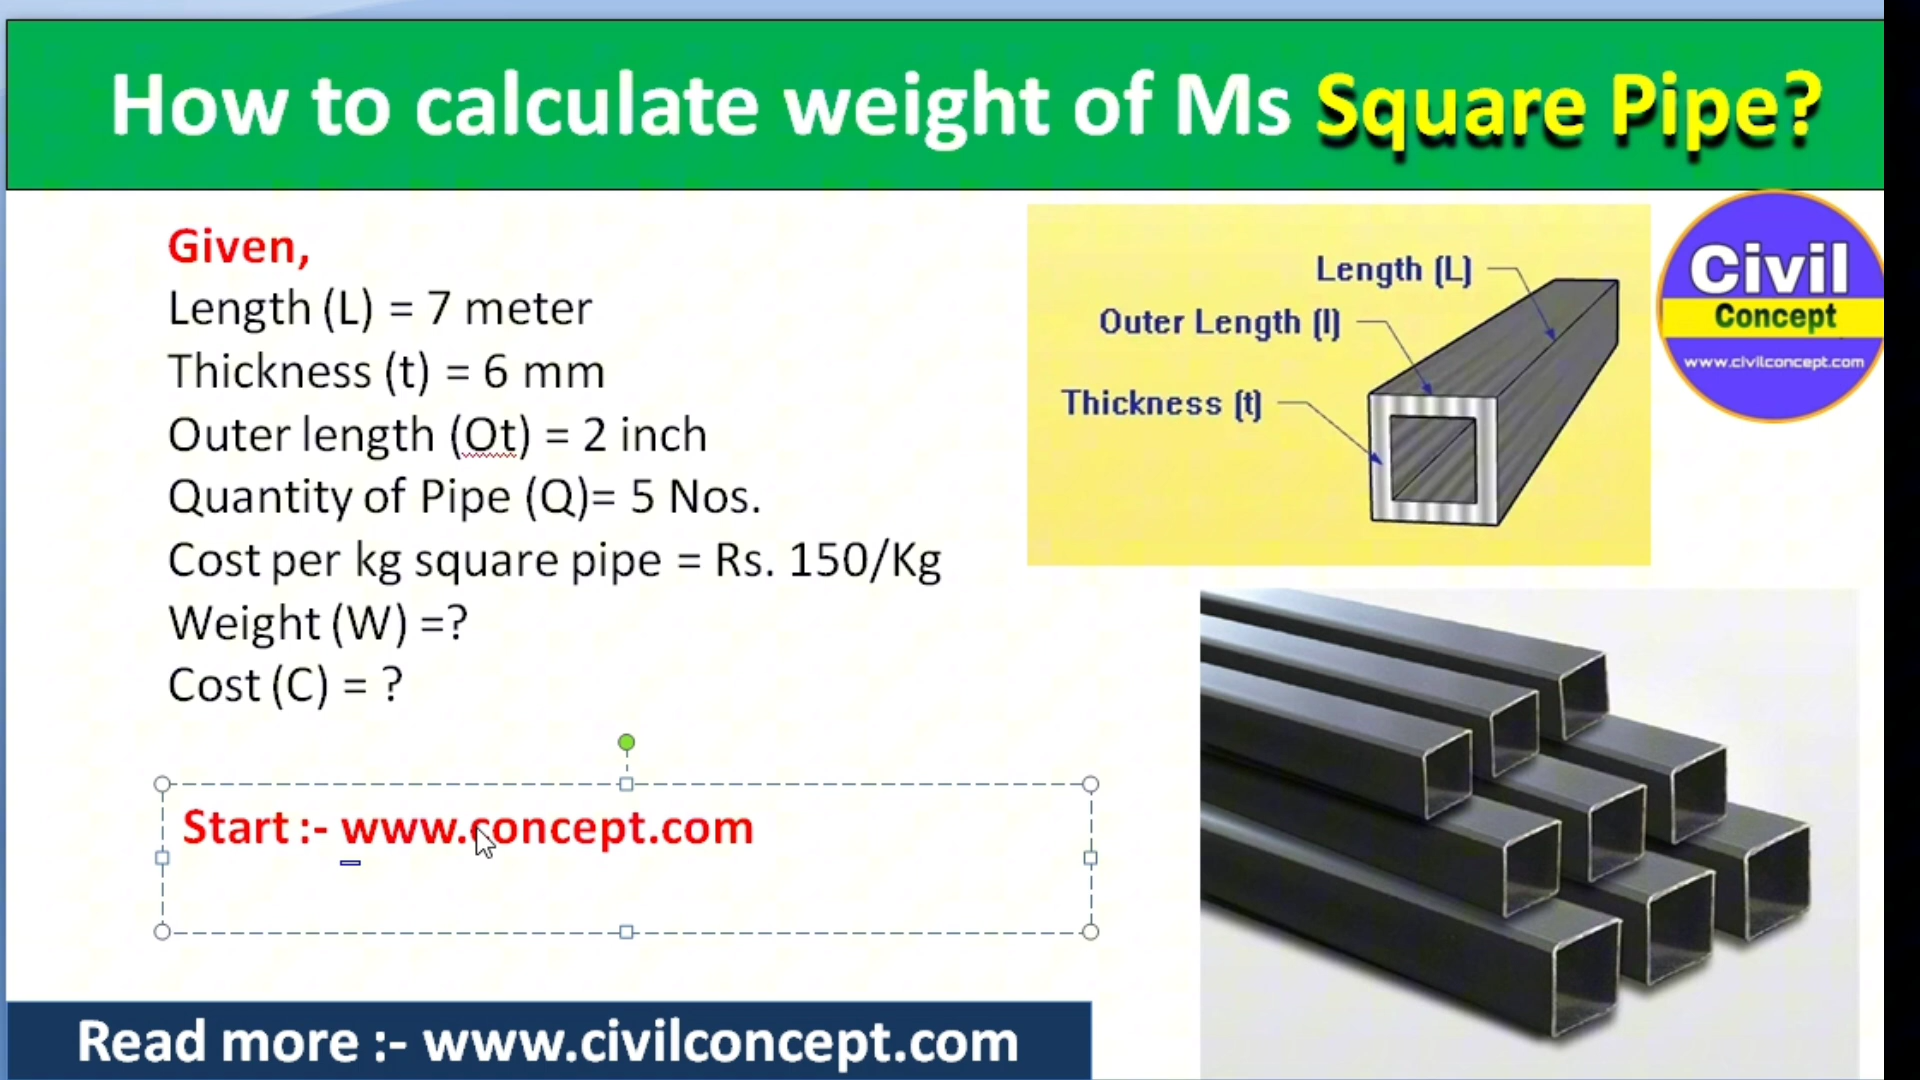 How to calculate weight of Ms Square Pipe?
Given,
Length (L) = 7 meter
Thickness (t) = 6 mm
Outer length (Ot) = 2 inch
Quantity of Pipe (Q)= 5 Nos.
Cost per kg square pipe = Rs. 150/Kg
Weight (W) =?
Cost (C) = ?
Start :- www.concept.com
Read more :- www.civilconcept.com
Length (L)
Outer Length (l)
Thickness (t)
Civil
Concept
www.civilconcept.com